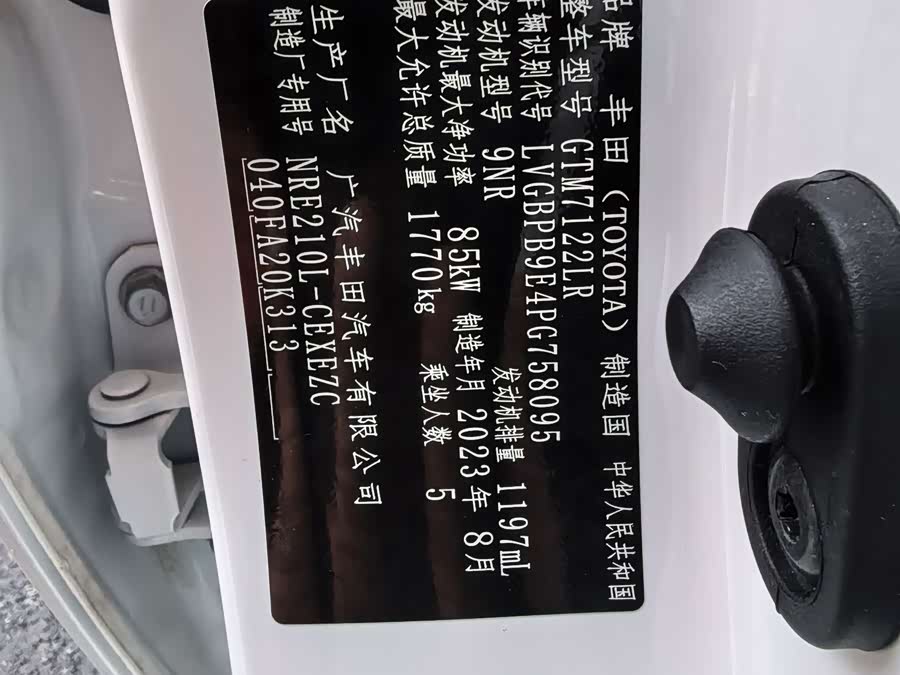 品牌 丰田 (TOYOTA) 制造国 中华人民共和国
整车型号 GTM7122LR
车辆识别代号 LVGBPB9E4PG758095
发动机型号 9NR 发动机排量 1197mL
发动机最大净功率 85kW 制造年月 2023年8月
最大允许总质量 1770kg 乘坐人数 5
生产厂名 广汽丰田汽车有限公司
制造厂专用号 NRE210L-CEXEZC
040FA20K313